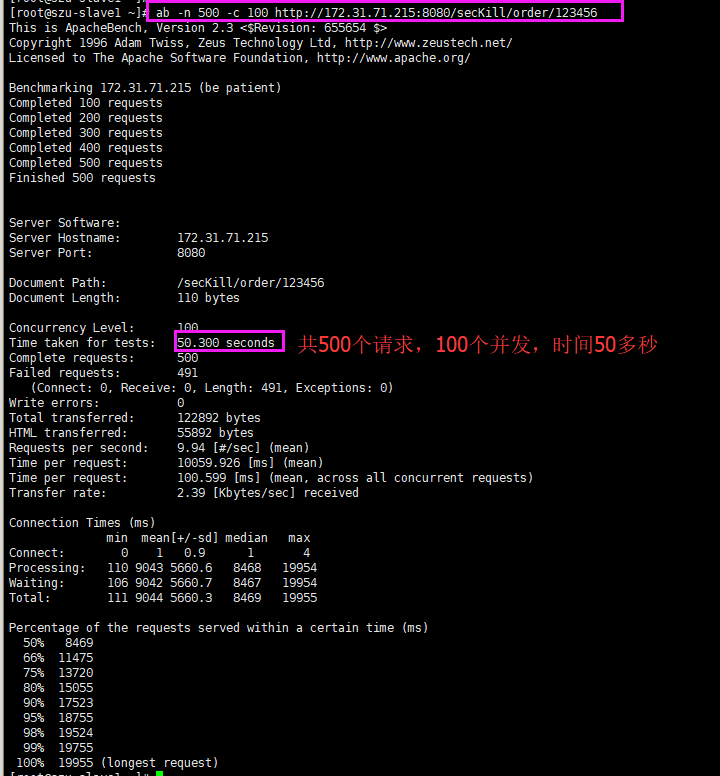 [root@szu-slave1 ~]# ab -n 500 -c 100 http://172.31.71.215:8080/secKill/order/123456
This is ApacheBench, Version 2.3 <$Revision: 655654 $>
Copyright 1996 Adam Twiss, Zeus Technology Ltd, http://www.zeustech.net/
Licensed to The Apache Software Foundation, http://www.apache.org/
Benchmarking 172.31.71.215 (be patient)
Completed 100 requests
Completed 200 requests
Completed 300 requests
Completed 400 requests
Completed 500 requests
Finished 500 requests
Server Software:
Server Hostname: 172.31.71.215
Server Port: 8080
Document Path: /secKill/order/123456
Document Length: 110 bytes
Concurrency Level: 100
Time taken for tests: 50.300 seconds 共500个请求，100个并发，时间50多秒
Complete requests: 500
Failed requests: 491
(Connect: 0, Receive: 0, Length: 491, Exceptions: 0)
Write errors: 0
Total transferred: 122892 bytes
HTML transferred: 55892 bytes
Requests per second: 9.94 [#/sec] (mean)
Time per request: 10059.926 [ms] (mean)
Time per request: 100.599 [ms] (mean, across all concurrent requests)
Transfer rate: 2.39 [Kbytes/sec] received
Connection Times (ms)
min mean[+/-sd] median max
Connect: 0 1 0.9 1 4
Processing: 110 9043 5660.6 8468 19954
Waiting: 106 9042 5660.7 8467 19954
Total: 111 9044 5660.3 8469 19955
Percentage of the requests served within a certain time (ms)
50% 8469
66% 11475
75% 13720
80% 15055
90% 17523
95% 18755
98% 19524
99% 19755
100% 19955 (longest request)
[root@szu-slave1 ~]#